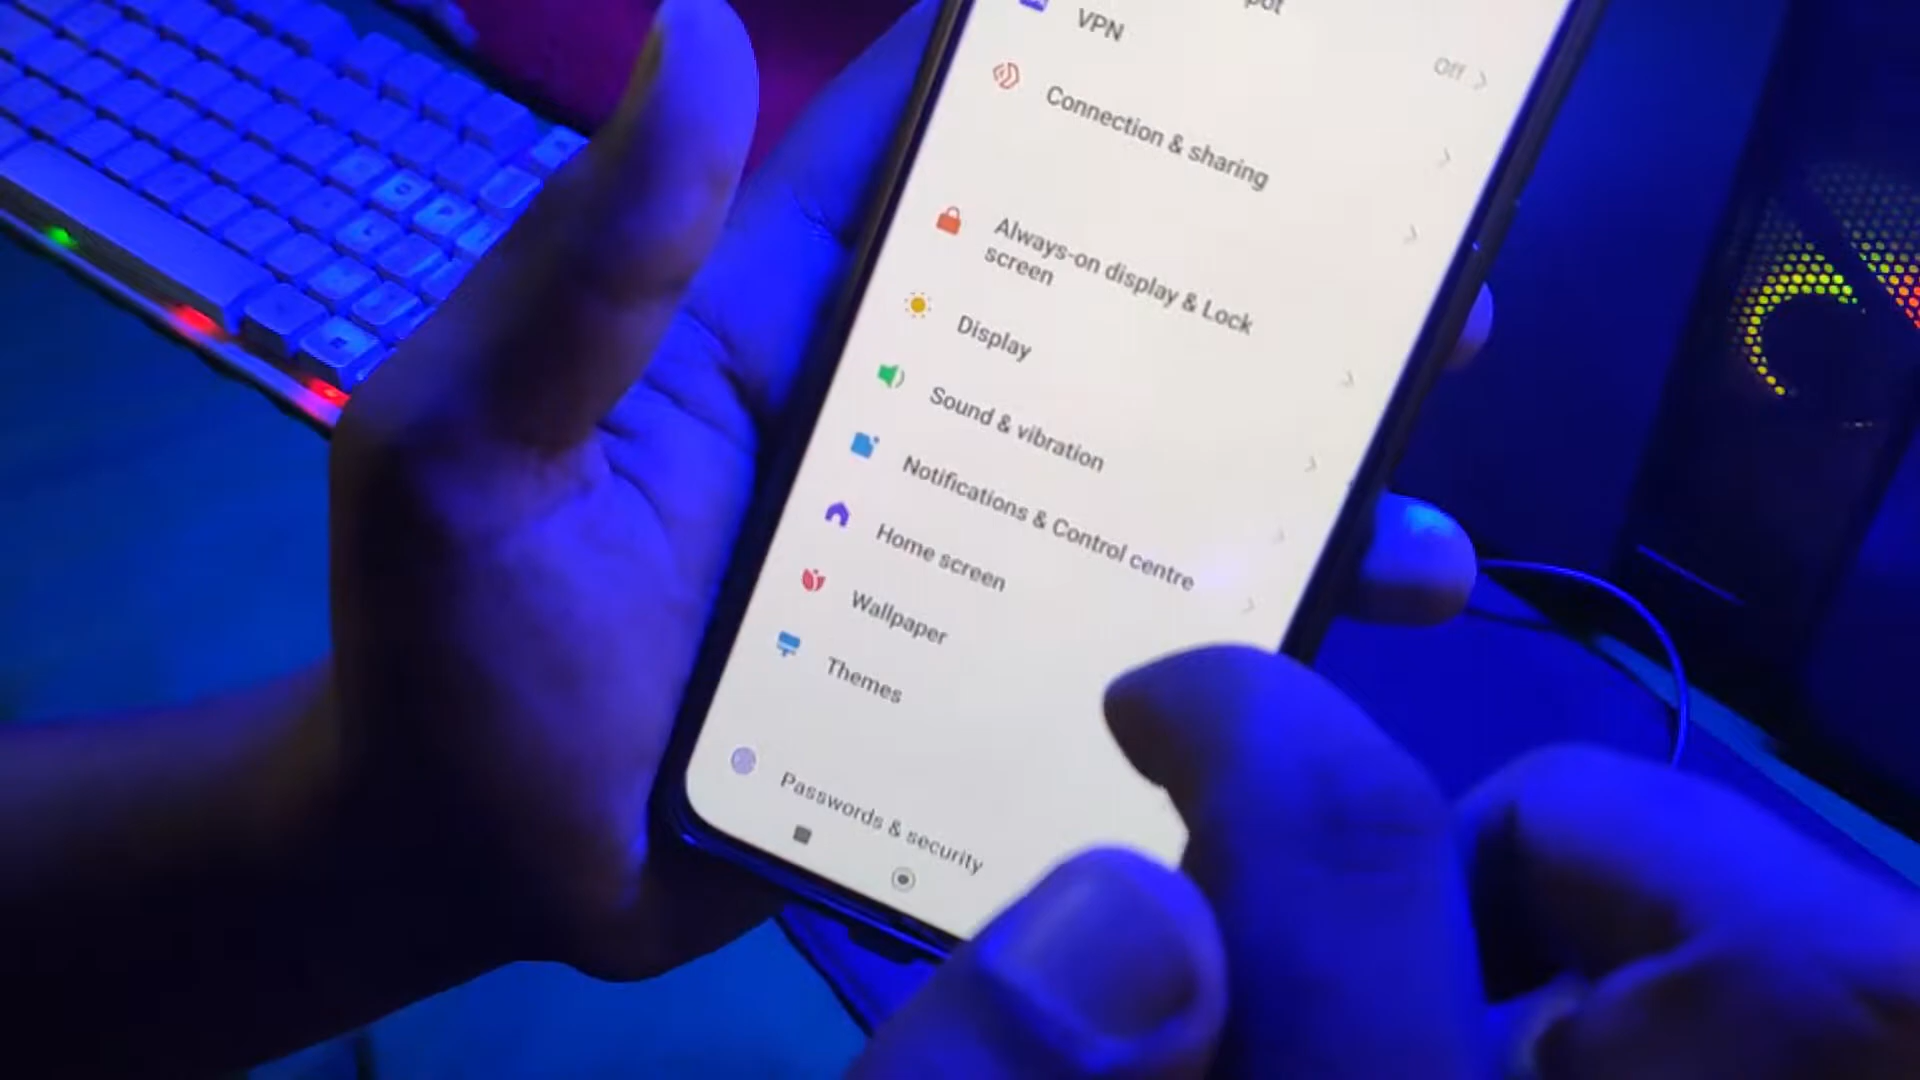 VPN
Off
Connection & sharing
Always-on display & Lock
screen
Display
Sound & vibration
Notifications & Control centre
Home screen
Wallpaper
Themes
Passwords & security